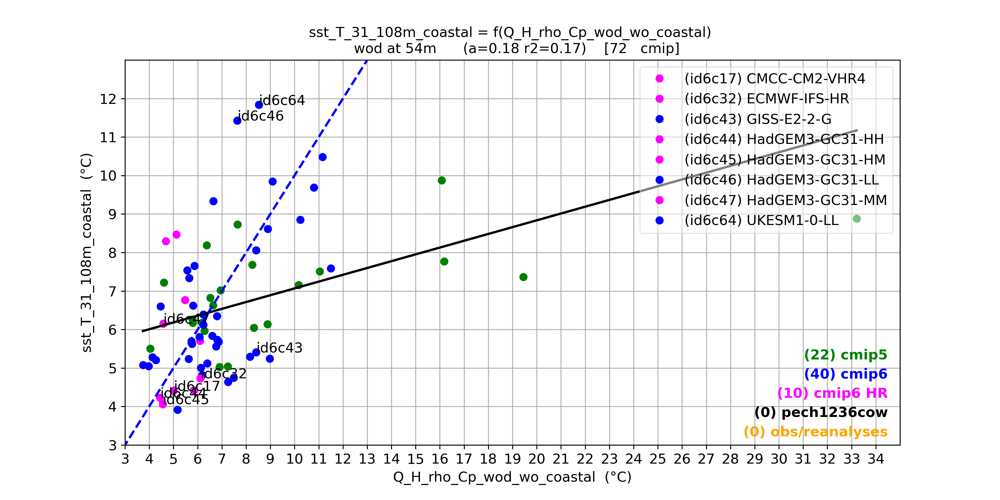 sst_T_31_108m_coastal = f(Q_H_rho_Cp_wod_wo_coastal)
wod at 54m (a=0.18 r2=0.17) [72 cmip]
(id6c17) CMCC-CM2-VHR4
(id6c32) ECMWF-IFS-HR
(id6c43) GISS-E2-2-G
(id6c44) HadGEM3-GC31-HH
(id6c45) HadGEM3-GC31-HM
(id6c46) HadGEM3-GC31-LL
(id6c47) HadGEM3-GC31-MM
(id6c64) UKESM1-0-LL
id6c64
id6c46
id6c47
id6c43
id6c32
id6c17
id6c44
id6c45
(22) cmip5
(40) cmip6
(10) cmip6 HR
(0) pech1236cow
(0) obs/reanalyses
12
11
10
9
8
7
6
5
4
3
sst_T_31_108m_coastal (°C)
3 4 5 6 7 8 9 10 11 12 13 14 15 16 17 18 19 20 21 22 23 24 25 26 27 28 29 30 31 32 33 34
Q_H_rho_Cp_wod_wo_coastal (°C)